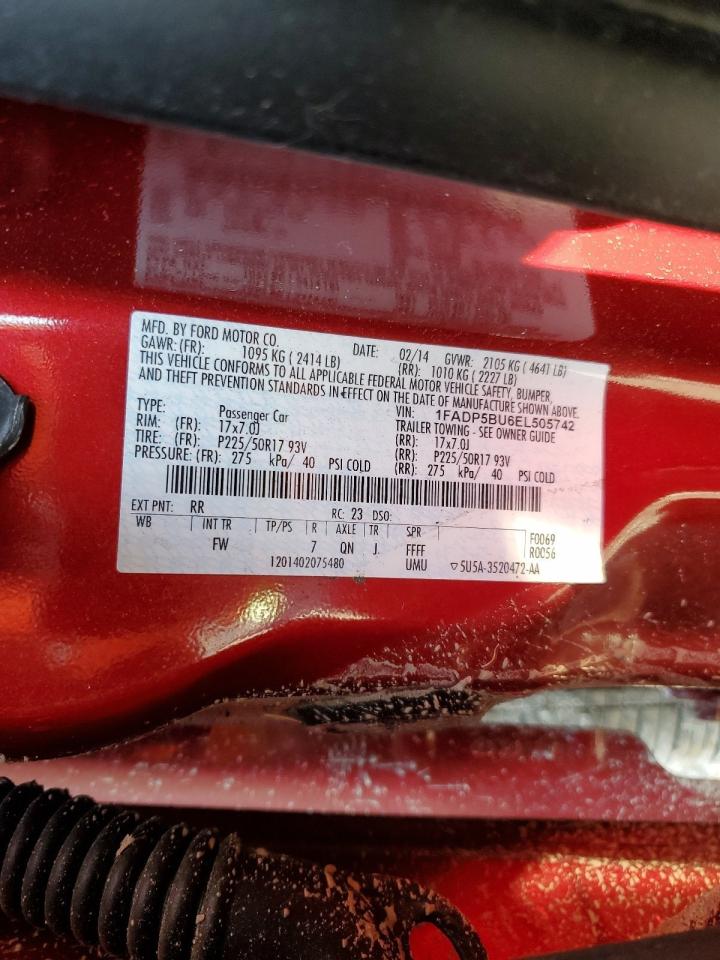 MFD. BY FORD MOTOR CO.
DATE: 02/14 GVWR: 2105 KG ( 4641 LB)
GAWR:(FR): 1095 KG ( 2414 LB) (RR): 1010 KG ( 2227 LB)
THIS VEHICLE CONFORMS TO ALL APPLICABLE FEDERAL MOTOR VEHICLE SAFETY, BUMPER,
AND THEFT PREVENTION STANDARDS IN EFFECT ON THE DATE OF MANUFACTURE SHOWN ABOVE.
VIN: 1FADP5BU6EL505742
TYPE: Passenger Car TRAILER TOWING - SEE OWNER GUIDE
RIM: (FR): 17x7.0J (RR): 17x7.0J
TIRE: (FR): P225/50R17 93V (RR): P225/50R17 93V
PRESSURE: (FR): 275 kPa/ 40 PSI COLD (RR): 275 kPa/ 40 PSI COLD
EXT PNT: RR RC: 23 DSO:
WB INT TR TP/PS R AXLE TR SPR F0069
FW 7 QN J FFFF R0056
1201402075480 UMU ▽5U5A-3520472-AA